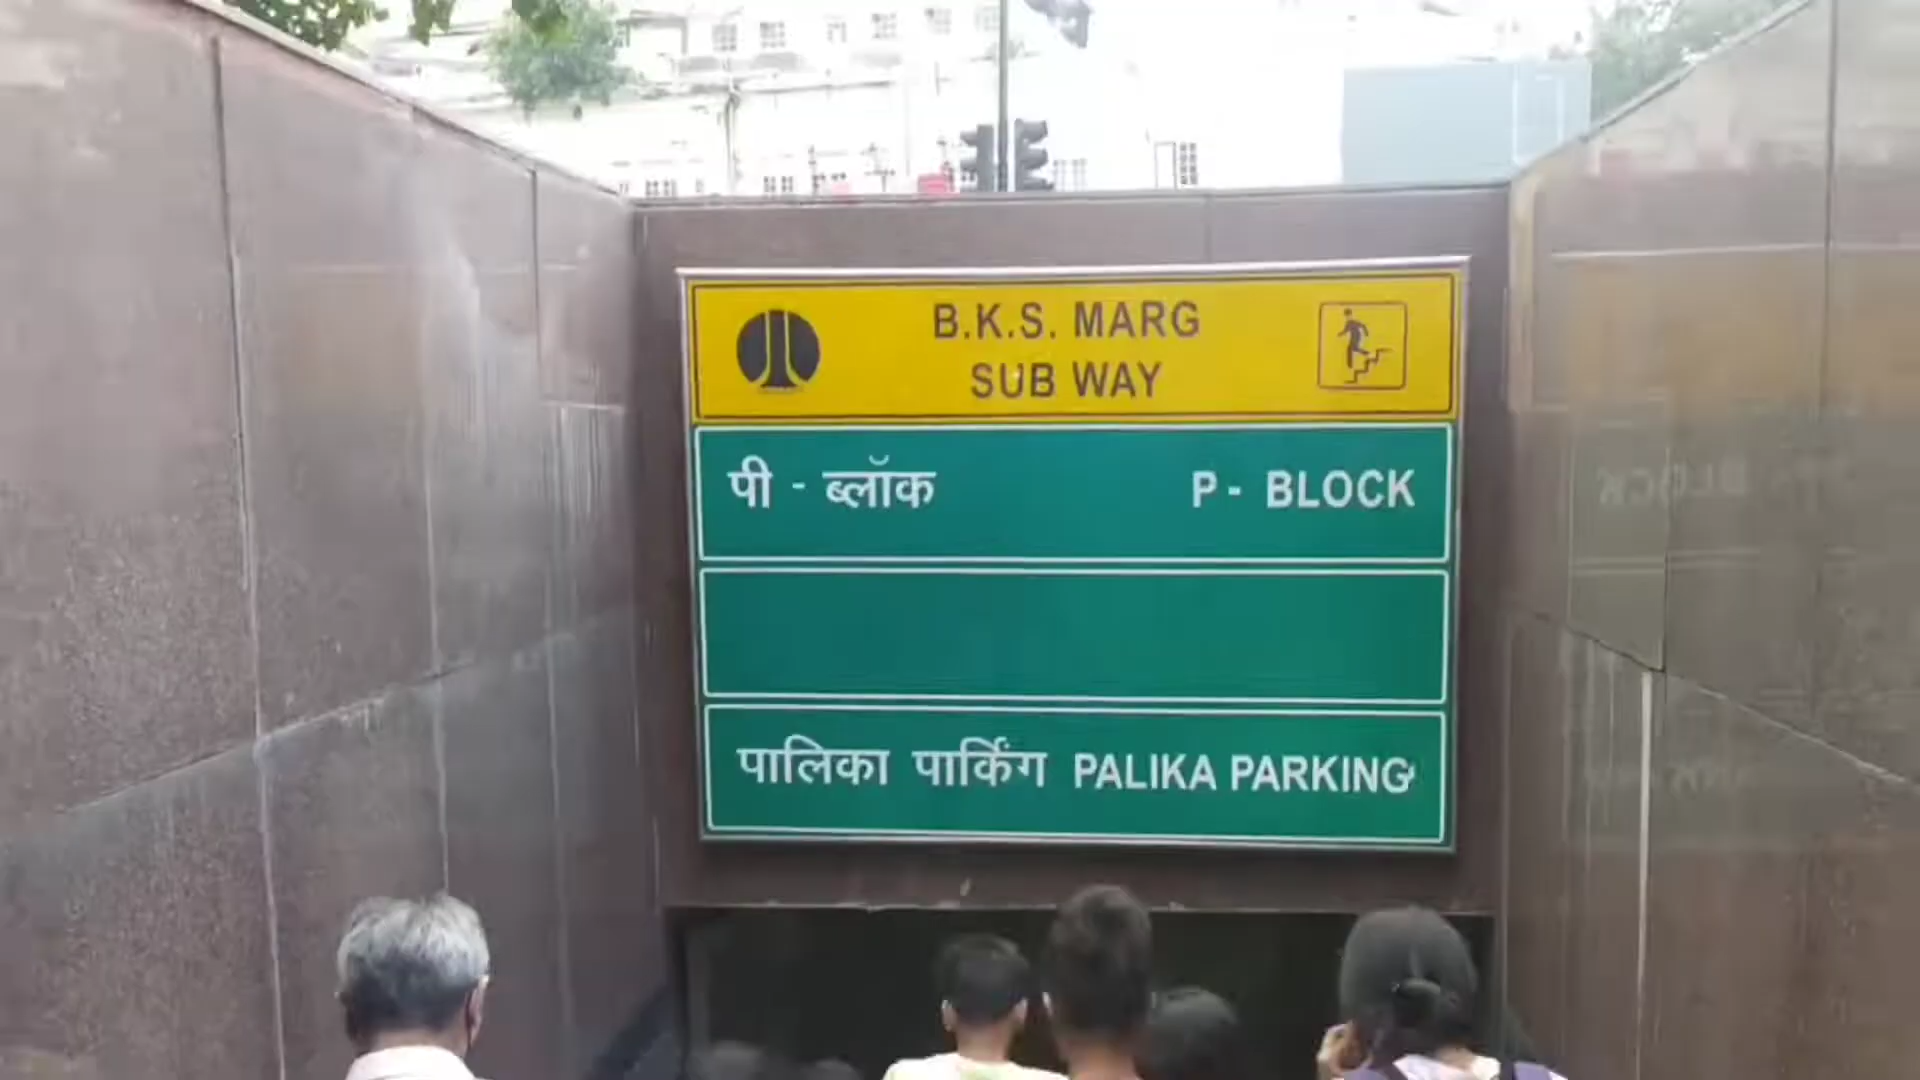 B.K.S. MARG
SUB WAY
पी - ब्लॉक P - BLOCK
पालिका पार्किंग PALIKA PARKING